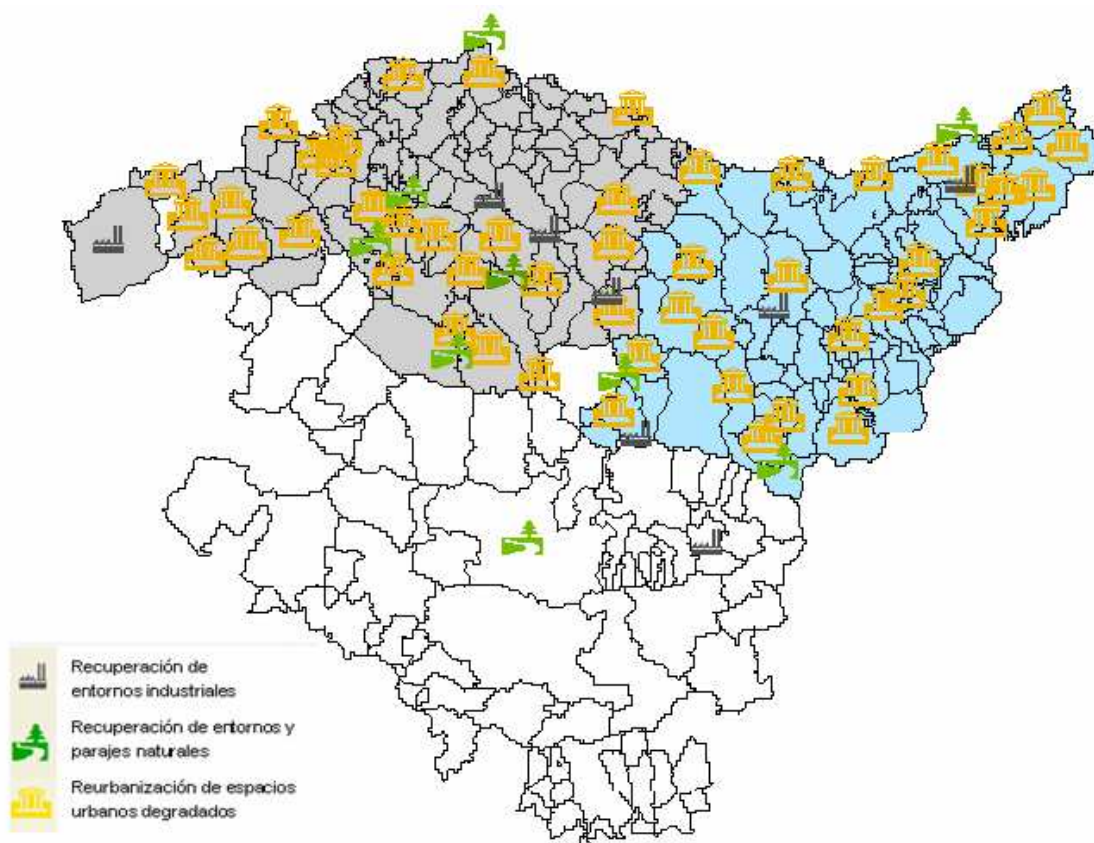 Recuperación de
entornos industriales
Recuperación de entornos y
parajes naturales
Reurbanización de espacios
urbanos degradados